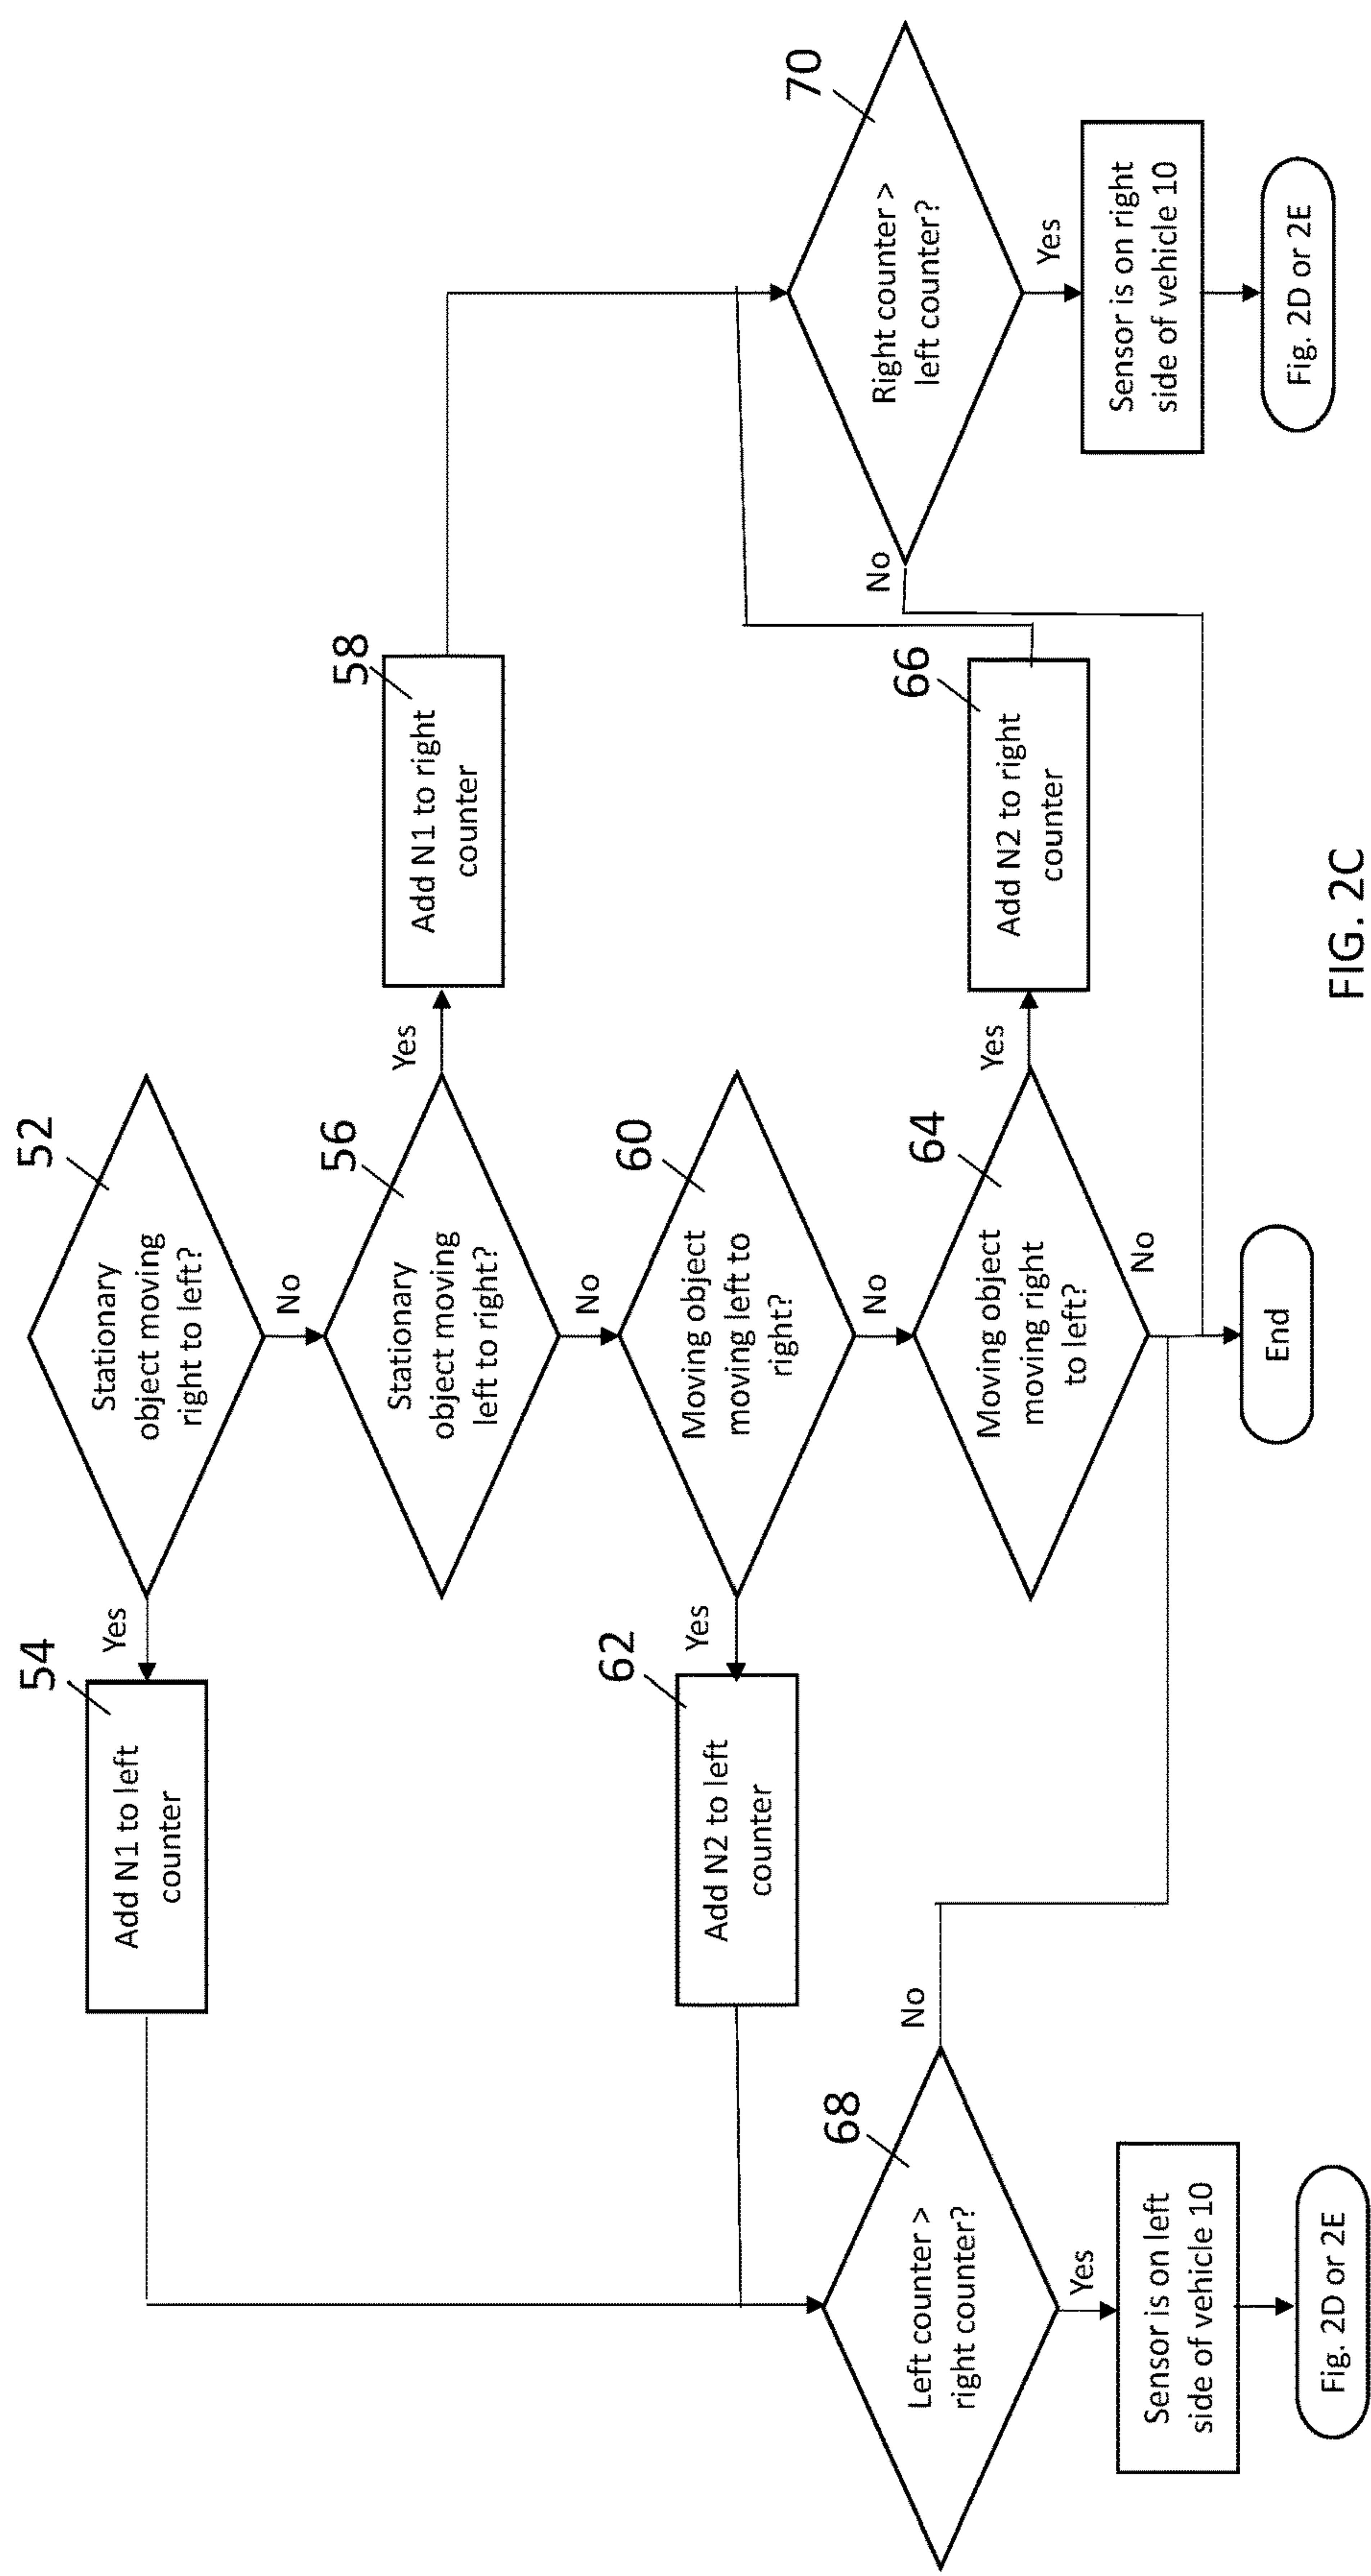 52
Stationary
object moving
right to left?
Yes
No
54
Add N1 to left
counter
56
Stationary
object moving
left to right?
Yes
No
58
Add N1 to right
counter
60
Moving object
moving left to
right?
Yes
No
62
Add N2 to left
counter
64
Moving object
moving right
to left?
Yes
No
66
Add N2 to right
counter
68
Left counter >
right counter?
No
Yes
Sensor is on left
side of vehicle 10
Fig. 2D or 2E
70
Right counter >
left counter?
No
Yes
Sensor is on right
side of vehicle 10
Fig. 2D or 2E
End
FIG. 2C